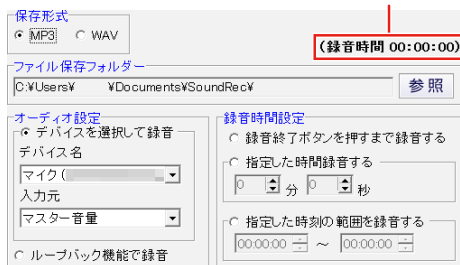 保存形式
MP3 WAV
(録音時間 00:00:00)
ファイル保存フォルダー
C:¥Users¥ ¥Documents¥SoundRec¥
参照
オーディオ設定
デバイスを選択して録音
デバイス名
マイク (
入力元
マスター音量
ループバック機能で録音
録音時間設定
録音終了ボタンを押すまで録音する
指定した時間録音する
0 分 0 秒
指定した時刻の範囲を録音する
00:00:00 ~ 00:00:00